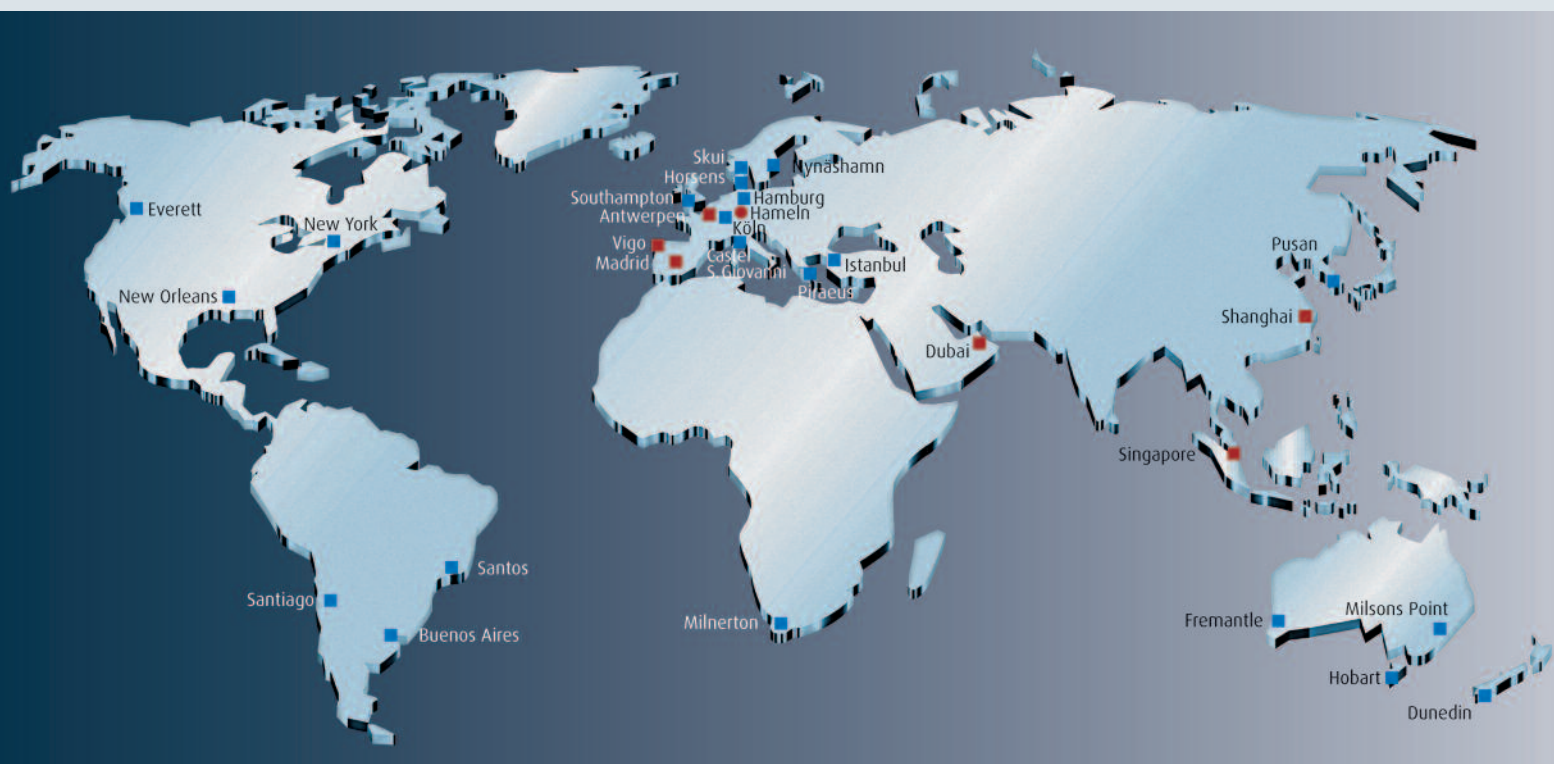 Skui
Nynäshamn
Horsens
Southampton
Hamburg
Everett
Antwerpen
Hameln
New York
Köln
Vigo
Pusan
Madrid
Castel
S.Giovanni
Istanbul
Piraeus
New Orleans
Shanghai
Dubai
Singapore
Santos
Santiago
Milsons Point
Buenos Aires
Milnerton
Fremantle
Hobart
Dunedin